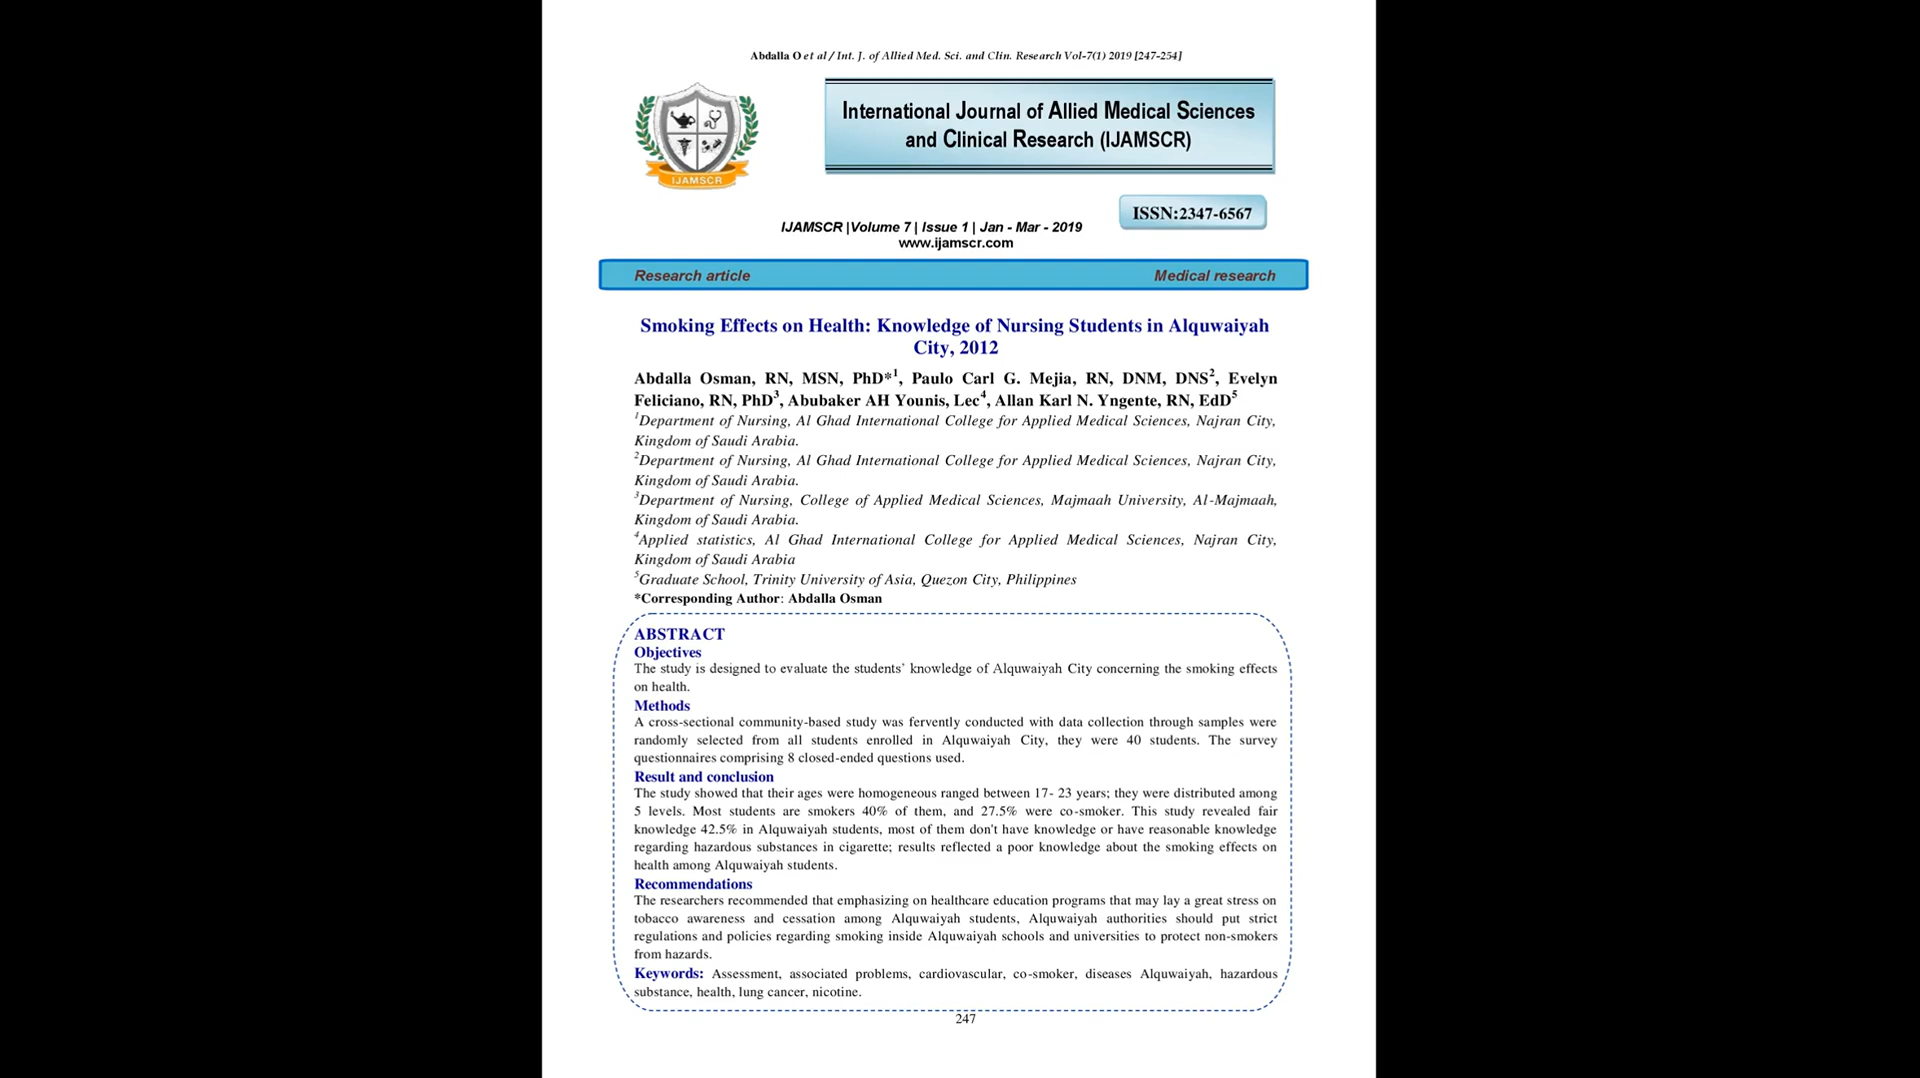 Abdalla O et al / Int. J. of Allied Med. Sci. and Clin. Research Vol-7(1) 2019 [247-254]
IJAMSCR
International Journal of Allied Medical Sciences
and Clinical Research (IJAMSCR)
ISSN:2347-6567
IJAMSCR |Volume 7 | Issue 1 | Jan - Mar - 2019
www.ijamscr.com
Research article Medical research
Smoking Effects on Health: Knowledge of Nursing Students in Alquwaiyah
City, 2012
Abdalla Osman, RN, MSN, PhD*1, Paulo Carl G. Mejia, RN, DNM, DNS2, Evelyn
Feliciano, RN, PhD3, Abubaker AH Younis, Lec4, Allan Karl N. Yngente, RN, EdD5
1Department of Nursing, Al Ghad International College for Applied Medical Sciences, Najran City,
Kingdom of Saudi Arabia.
2Department of Nursing, Al Ghad International College for Applied Medical Sciences, Najran City,
Kingdom of Saudi Arabia.
3Department of Nursing, College of Applied Medical Sciences, Majmaah University, Al-Majmaah,
Kingdom of Saudi Arabia.
4Applied statistics, Al Ghad International College for Applied Medical Sciences, Najran City,
Kingdom of Saudi Arabia
5Graduate School, Trinity University of Asia, Quezon City, Philippines
*Corresponding Author: Abdalla Osman
ABSTRACT
Objectives
The study is designed to evaluate the students' knowledge of Alquwaiyah City concerning the smoking effects
on health.
Methods
A cross-sectional community-based study was fervently conducted with data collection through samples were
randomly selected from all students enrolled in Alquwaiyah City, they were 40 students. The survey
questionnaires comprising 8 closed-ended questions used.
Result and conclusion
The study showed that their ages were homogeneous ranged between 17- 23 years; they were distributed among
5 levels. Most students are smokers 40% of them, and 27.5% were co-smoker. This study revealed fair
knowledge 42.5% in Alquwaiyah students, most of them don't have knowledge or have reasonable knowledge
regarding hazardous substances in cigarette; results reflected a poor knowledge about the smoking effects on
health among Alquwaiyah students.
Recommendations
The researchers recommended that emphasizing on healthcare education programs that may lay a great stress on
tobacco awareness and cessation among Alquwaiyah students, Alquwaiyah authorities should put strict
regulations and policies regarding smoking inside Alquwaiyah schools and universities to protect non-smokers
from hazards.
Keywords: Assessment, associated problems, cardiovascular, co-smoker, diseases Alquwaiyah, hazardous
substance, health, lung cancer, nicotine.
247